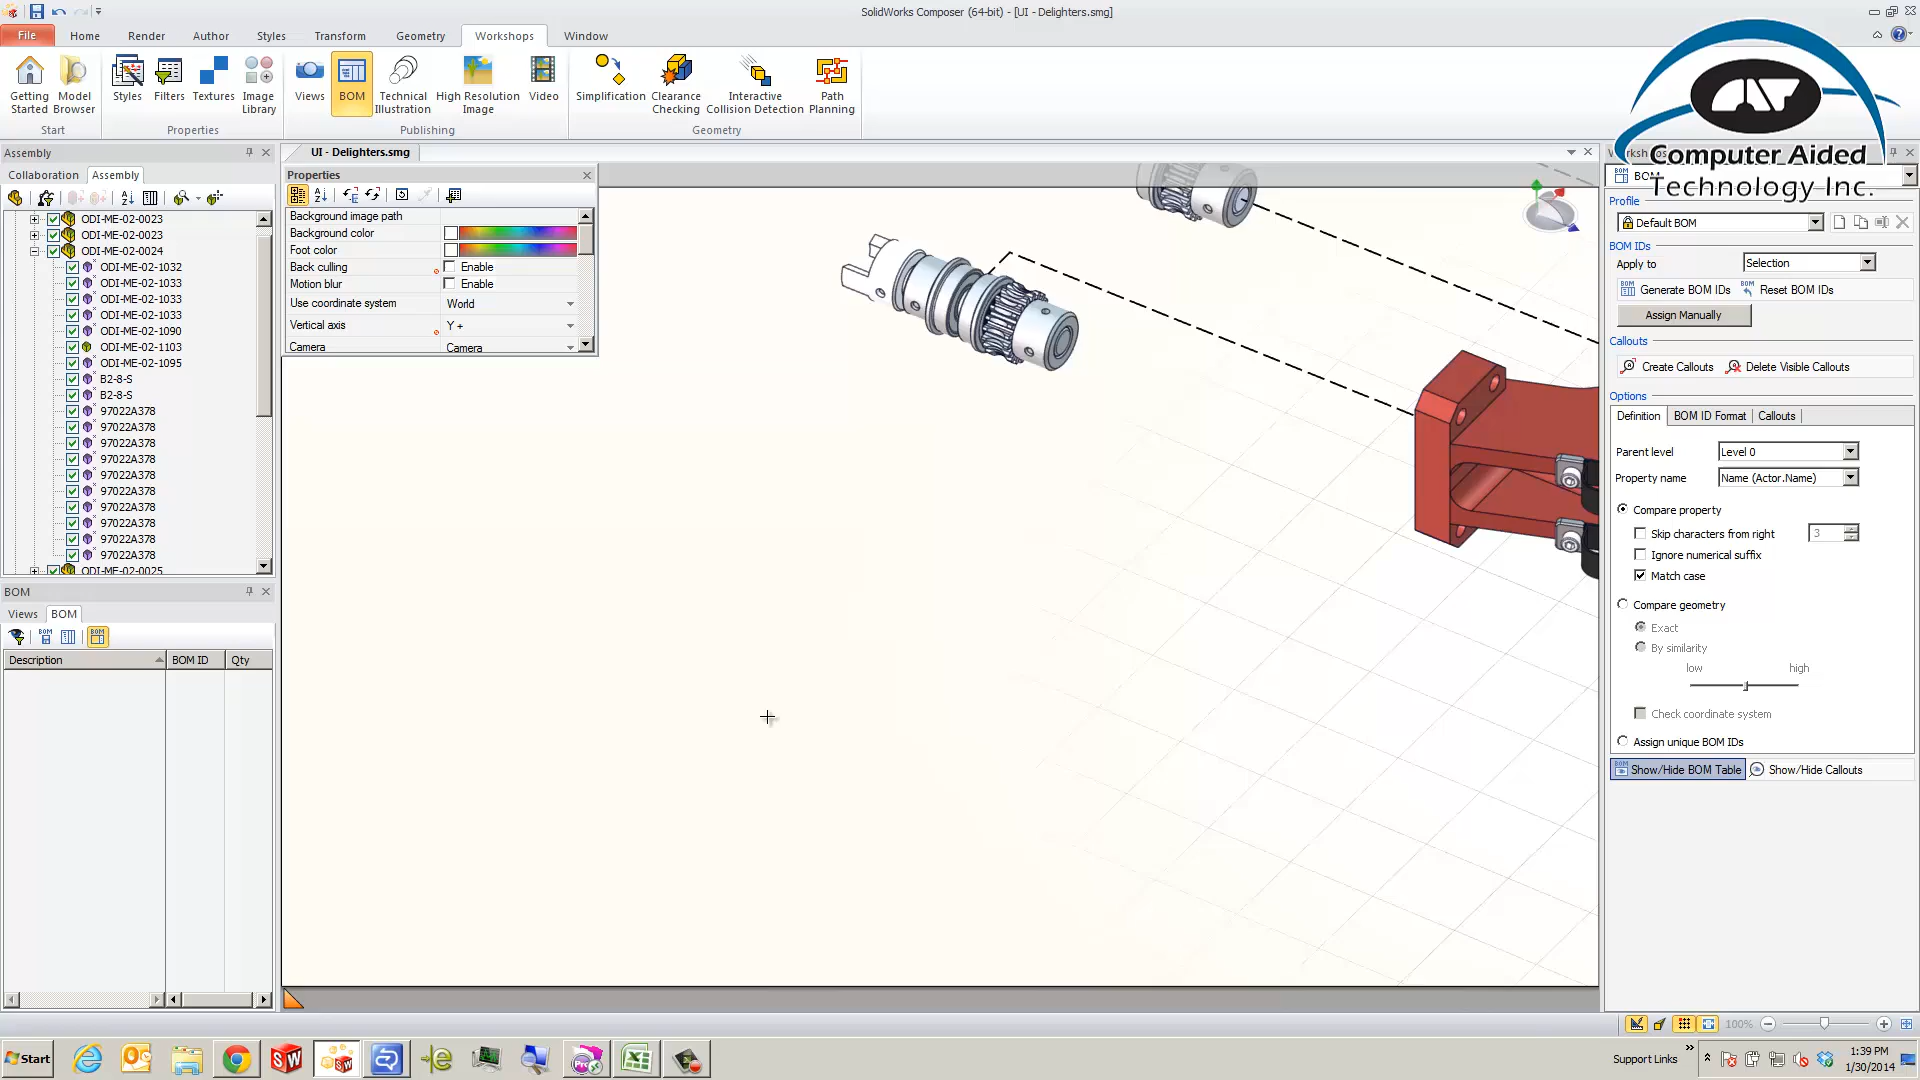 SolidWorks Composer (64-bit) - [UI - Delighters.smg]
File Home Render Author Styles Transform Geometry Workshops Window
Getting Started Model Browser Styles Filters Textures Image Library Views BOM Technical Illustration High Resolution Image Video Simplification Clearance Checking Interactive Collision Detection Path Planning
Start Properties Publishing Geometry
Computer Aided
Technology Inc.
Assembly
Collaboration Assembly
ODI-ME-02-0023
ODI-ME-02-0023
ODI-ME-02-0024
ODI-ME-02-1032
ODI-ME-02-1033
ODI-ME-02-1033
ODI-ME-02-1033
ODI-ME-02-1090
ODI-ME-02-1103
ODI-ME-02-1095
B2-8-S
B2-8-S
97022A378
97022A378
97022A378
97022A378
97022A378
97022A378
97022A378
97022A378
97022A378
97022A378
ODI-ME-02-0025
BOM
Views BOM
Description BOM ID Qty
UI - Delighters.smg
Properties
Background image path
Background color
Foot color
Back culling Enable
Motion blur Enable
Use coordinate system World
Vertical axis Y +
Camera Camera
BOM
Profile
Default BOM
BOM IDs
Apply to Selection
Generate BOM IDs Reset BOM IDs
Assign Manually
Callouts
Create Callouts Delete Visible Callouts
Options
Definition BOM ID Format Callouts
Parent level Level 0
Property name Name (Actor.Name)
Compare property
Skip characters from right 3
Ignore numerical suffix
Match case
Compare geometry
Exact
By similarity
low high
Check coordinate system
Assign unique BOM IDs
Show/Hide BOM Table Show/Hide Callouts
100%
Start
Support Links
1:39 PM
1/30/2014